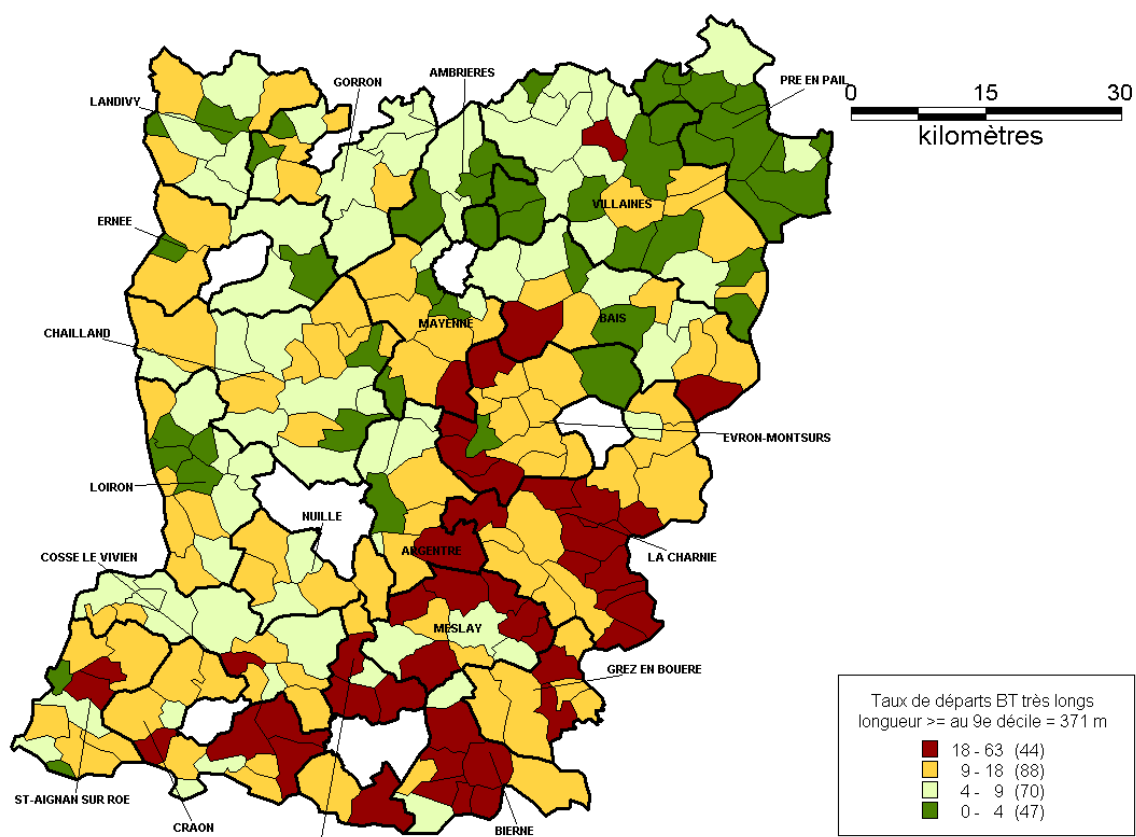 GORRON
AMBRIERES
PRE EN PAIL
LANDIVY
0 15 30
kilomètres
VILLAINES
ERNEE
CHAILLAND
MAYENNE
BAIS
EVRON-MONTSURS
LOIRON
NUILLE
COSSE LE VIVIEN
ARGENTRE
LA CHARNIE
MESLAY
GREZ EN BOUERE
ST-AIGNAN SUR ROE
CRAON
BIERNE
Taux de départs BT très longs
longueur >= au 9e décile = 371 m
18 - 63 (44)
9 - 18 (88)
4 - 9 (70)
0 - 4 (47)